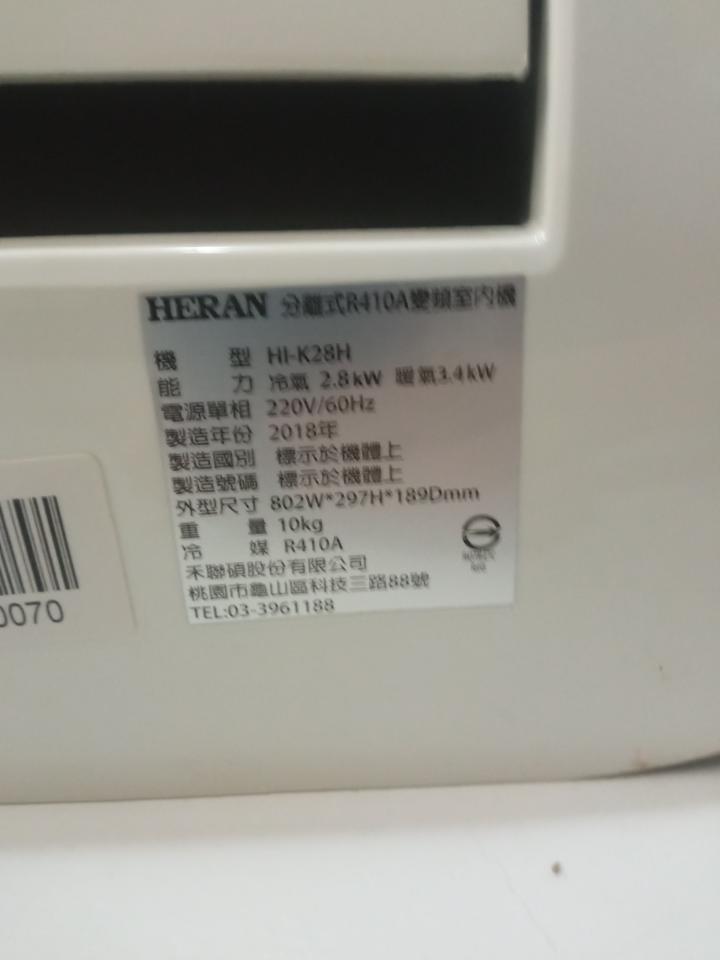 HERAN 分離式R410A變頻室內機
機 型 HI-K28H
能 力 冷氣 2.8kW 暖氣3.4kW
電源單相 220V/60Hz
製造年份 2018年
製造國別 標示於機體上
製造號碼 標示於機體上
外型尺寸 802W*297H*189Dmm
重 量 10kg
冷 媒 R410A
禾聯碩股份有限公司
桃園市龜山區科技三路88號
TEL:03-3961188
0070